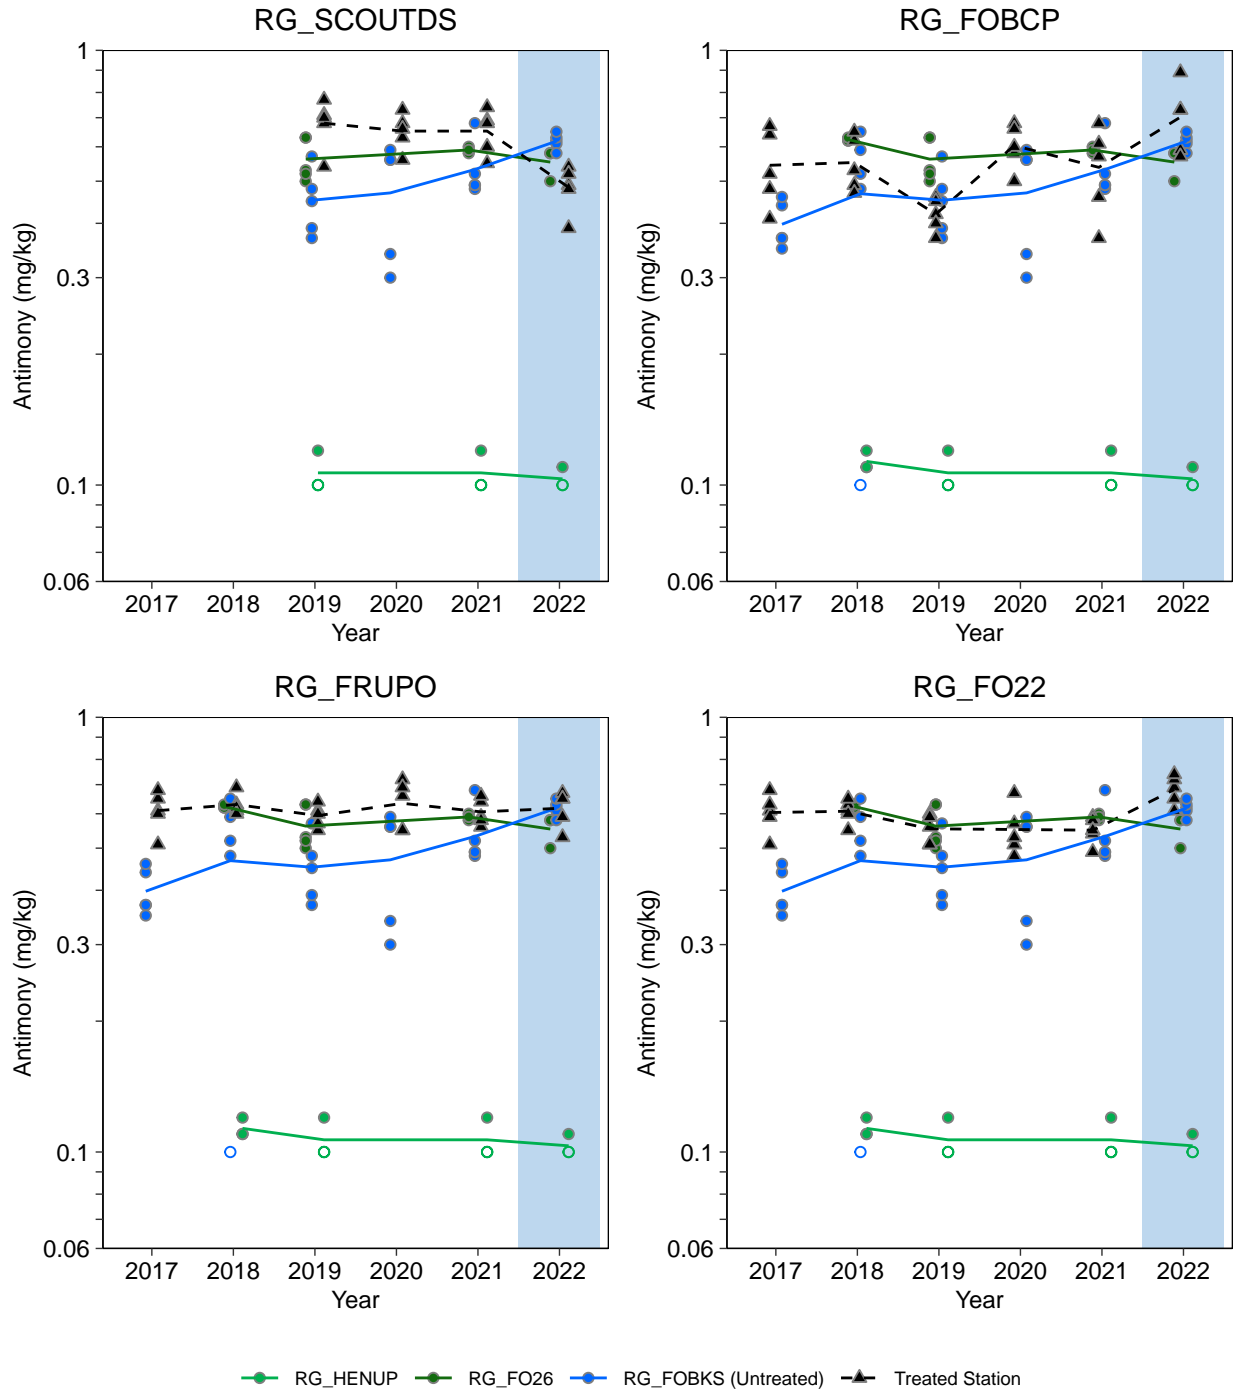 RG_SCOUTDS
1
0.3
0.1
0.06
Antimony (mg/kg)
2017 2018 2019 2020 2021 2022
Year
RG_FOBCP
1
0.3
0.1
0.06
Antimony (mg/kg)
2017 2018 2019 2020 2021 2022
Year
RG_FRUPO
1
0.3
0.1
0.06
Antimony (mg/kg)
2017 2018 2019 2020 2021 2022
Year
RG_FO22
1
0.3
0.1
0.06
Antimony (mg/kg)
2017 2018 2019 2020 2021 2022
Year
RG_HENUP RG_FO26 RG_FOBKS (Untreated) Treated Station